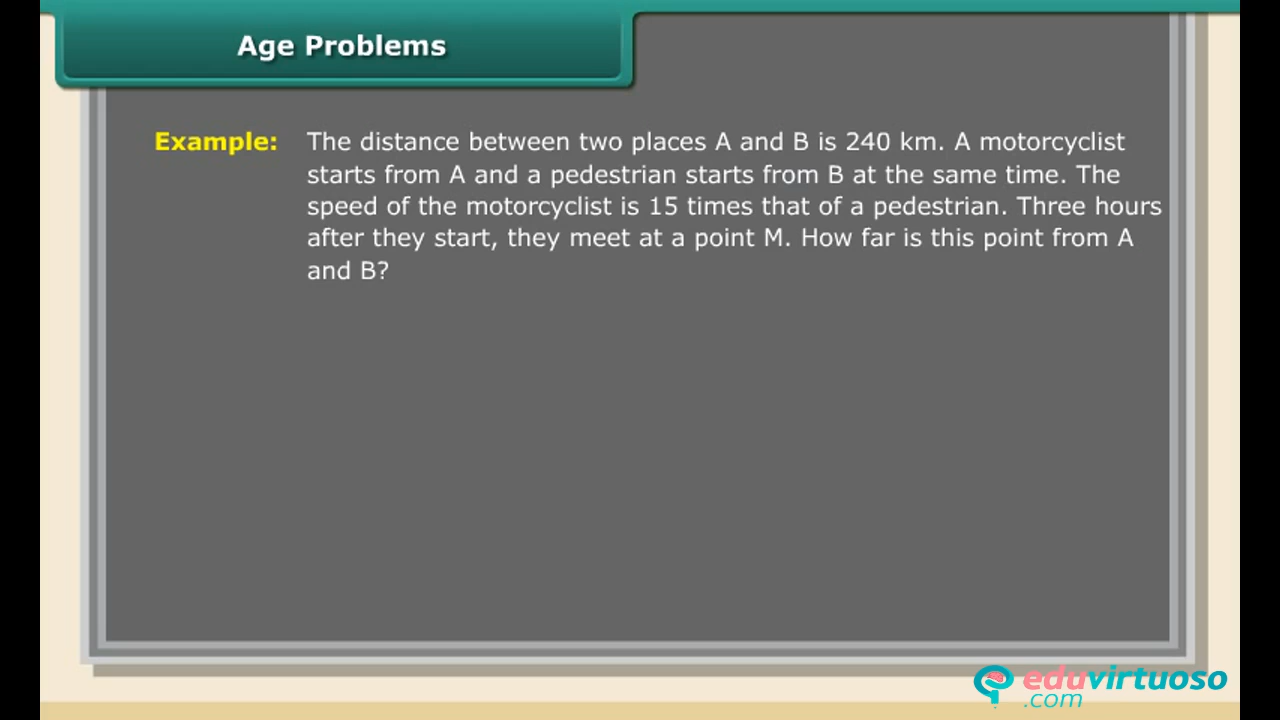 Age Problems
Example: The distance between two places A and B is 240 km. A motorcyclist
starts from A and a pedestrian starts from B at the same time. The
speed of the motorcyclist is 15 times that of a pedestrian. Three hours
after they start, they meet at a point M. How far is this point from A
and B?
eduvirtuoso
.com